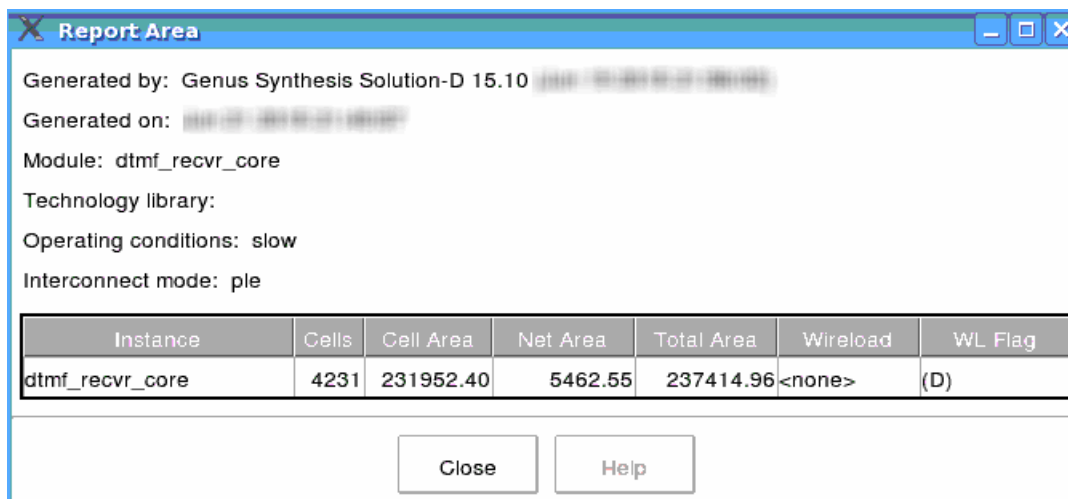 Report Area
Generated by: Genus Synthesis Solution-D 15.10
Generated on:
Module: dtmf_recvr_core
Technology library:
Operating conditions: slow
Interconnect mode: ple
Instance Cells Cell Area Net Area Total Area Wireload WL Flag
dtmf_recvr_core 4231 231952.40 5462.55 237414.96 <none> (D)
Close Help